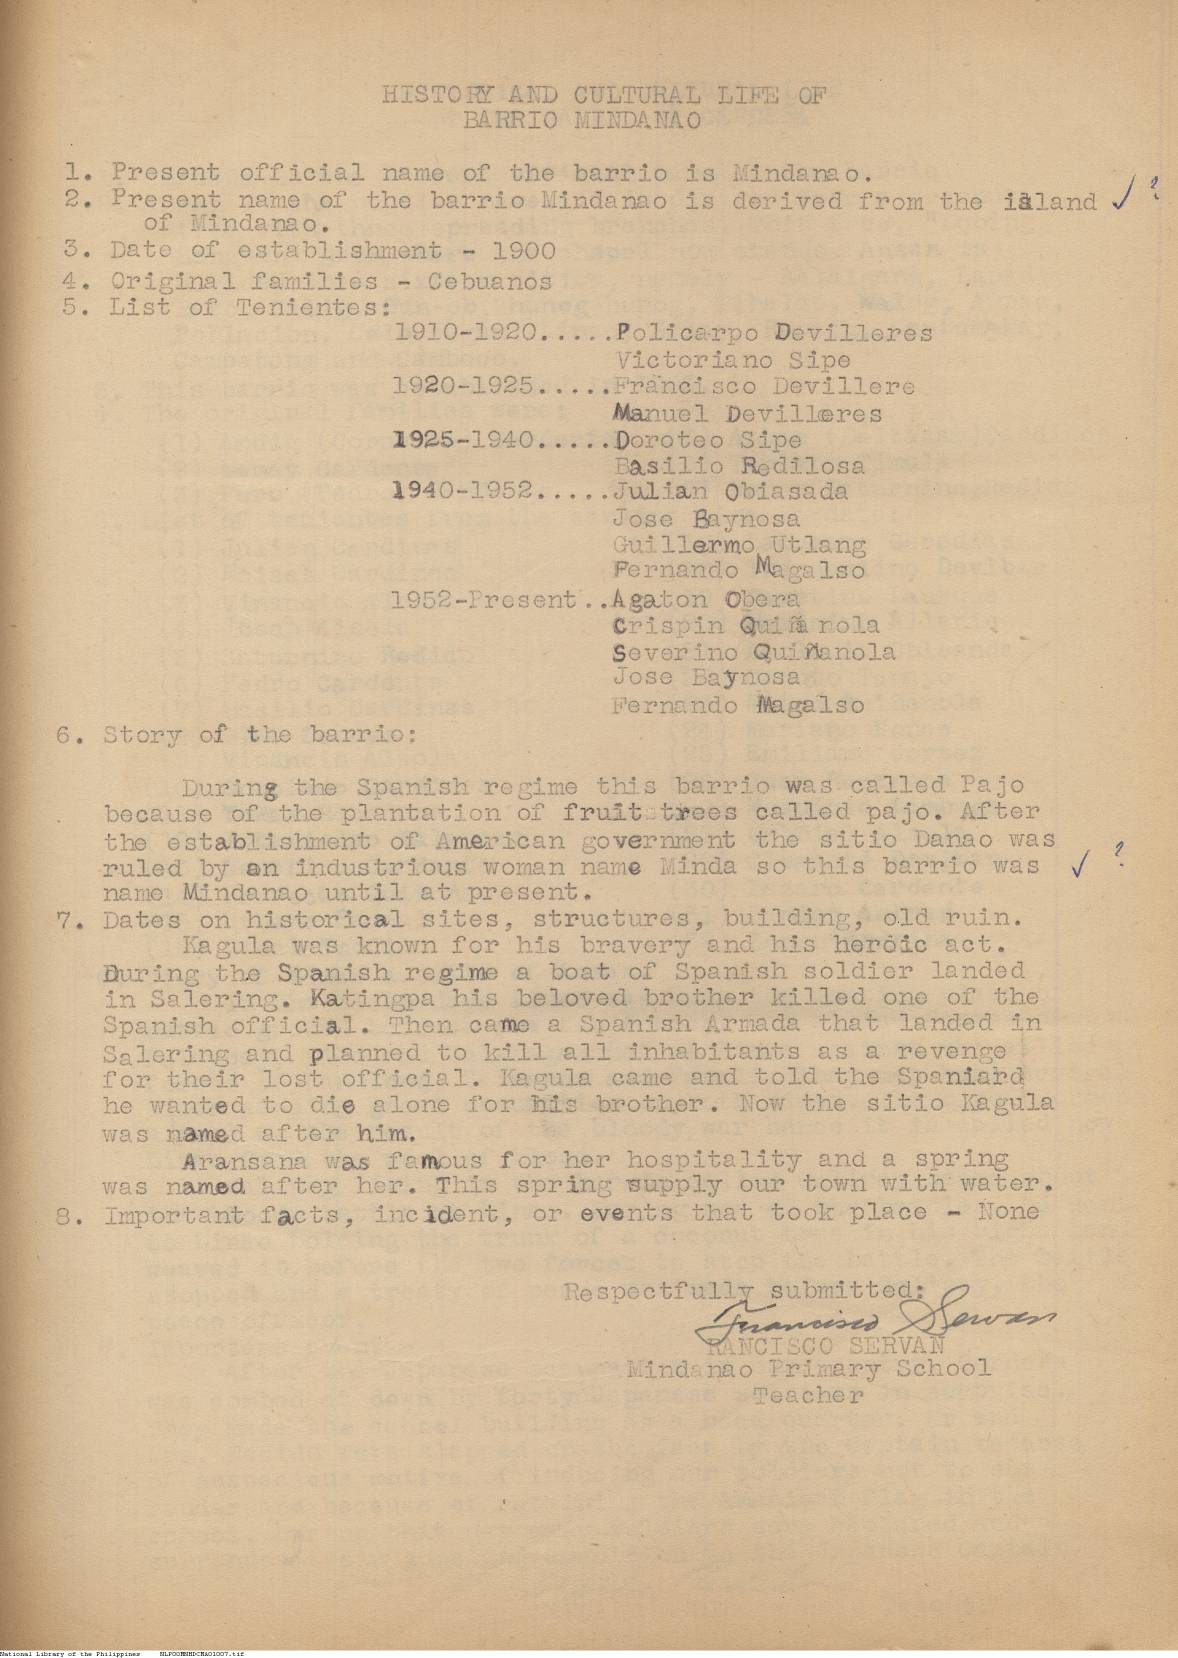 HISTORY AND CULTURAL LIFE OF
BARRIO MINDANAO
1. Present official name of the barrio is Mindanao.
2. Present name of the barrio Mindanao is derived from the island ✓ ?
of Mindanao.
3. Date of establishment - 1900
4. Original families - Cebuanos
5. List of Tenientes:
1910-1920.....Policarpo Devilleres
Victoriano Sipe
1920-1925.....Francisco Devillere
Manuel Devilleres
1925-1940.....Doroteo Sipe
Basilio Redilosa
1940-1952.....Julian Obiasada
Jose Baynosa
Guillermo Utlang
Fernando Magalso
1952-Present..Agaton Obera
Crispin Quiñanola
Severino Quiñanola
Jose Baynosa
Fernando Magalso
6. Story of the barrio:
During the Spanish regime this barrio was called Pajo
because of the plantation of fruit trees called pajo. After
the establishment of American government the sitio Danao was
ruled by an industrious woman name Minda so this barrio was ✓ ?
name Mindanao until at present.
7. Dates on historical sites, structures, building, old ruin.
Kagula was known for his bravery and his heroic act.
During the Spanish regime a boat of Spanish soldier landed
in Salering. Katingpa his beloved brother killed one of the
Spanish official. Then came a Spanish Armada that landed in
Salering and planned to kill all inhabitants as a revenge
for their lost official. Kagula came and told the Spaniard
he wanted to die alone for his brother. Now the sitio Kagula
was named after him.
Aransana was famous for her hospitality and a spring
was named after her. This spring supply our town with water.
8. Important facts, incident, or events that took place - None
Respectfully submitted:
Francisco Servan
RANCISCO SERVAN
Mindanao Primary School
Teacher
National Library of the Philippines NLPOORNHDCMAO1007.tif